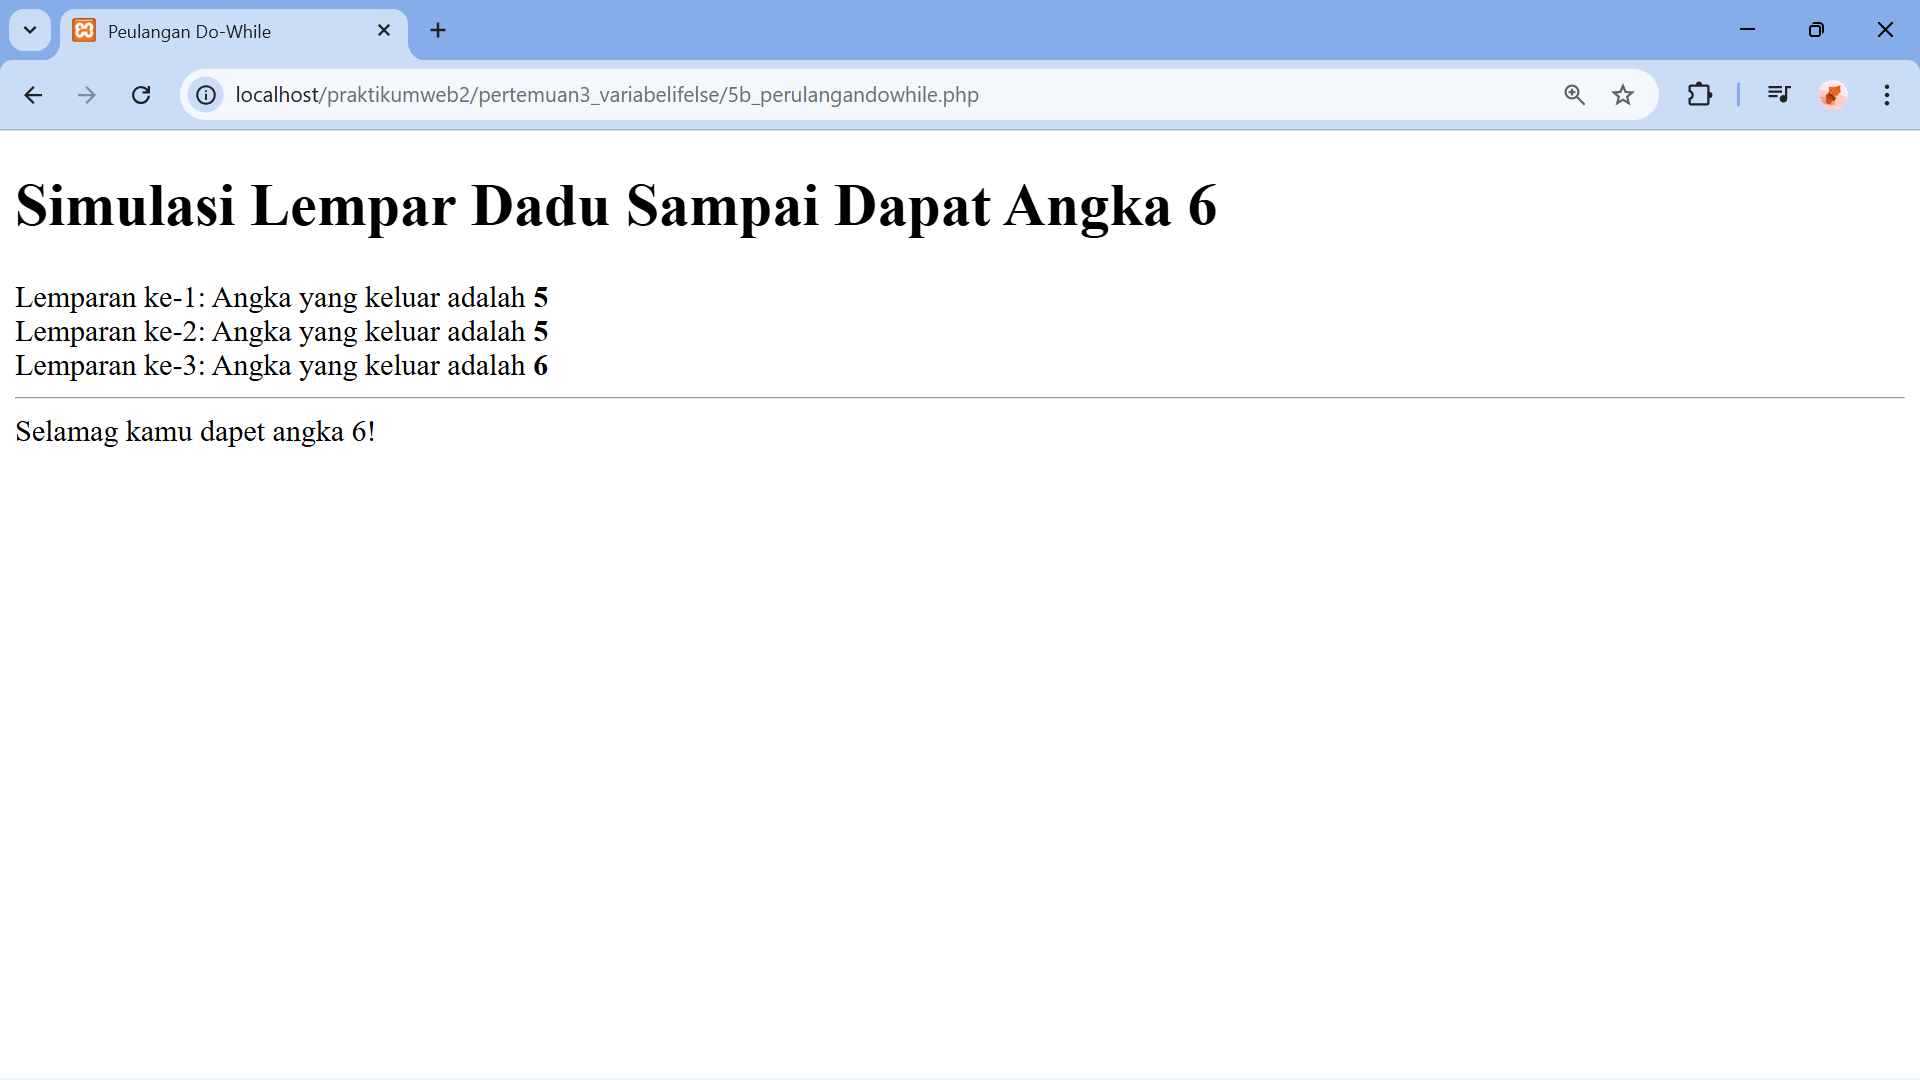 Peulangan Do-While
localhost/praktikumweb2/pertemuan3_variabelifelse/5b_perulangandowhile.php
Simulasi Lempar Dadu Sampai Dapat Angka 6
Lemparan ke-1: Angka yang keluar adalah 5
Lemparan ke-2: Angka yang keluar adalah 5
Lemparan ke-3: Angka yang keluar adalah 6
Selamag kamu dapet angka 6!